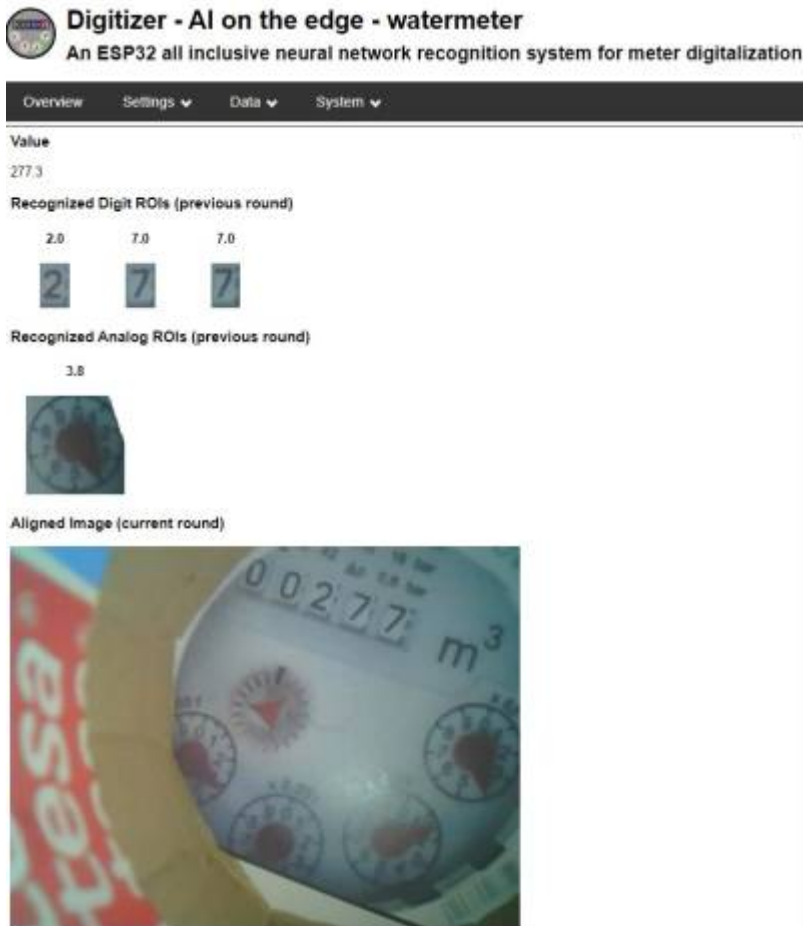 Digitizer - AI on the edge - watermeter
An ESP32 all inclusive neural network recognition system for meter digitalization
Overview Settings Data System
Value
277.3
Recognized Digit ROIs (previous round)
2.0 7.0 7.0
2 7 7
Recognized Analog ROIs (previous round)
3.8
Aligned Image (current round)
00277 m³
esa
tesa